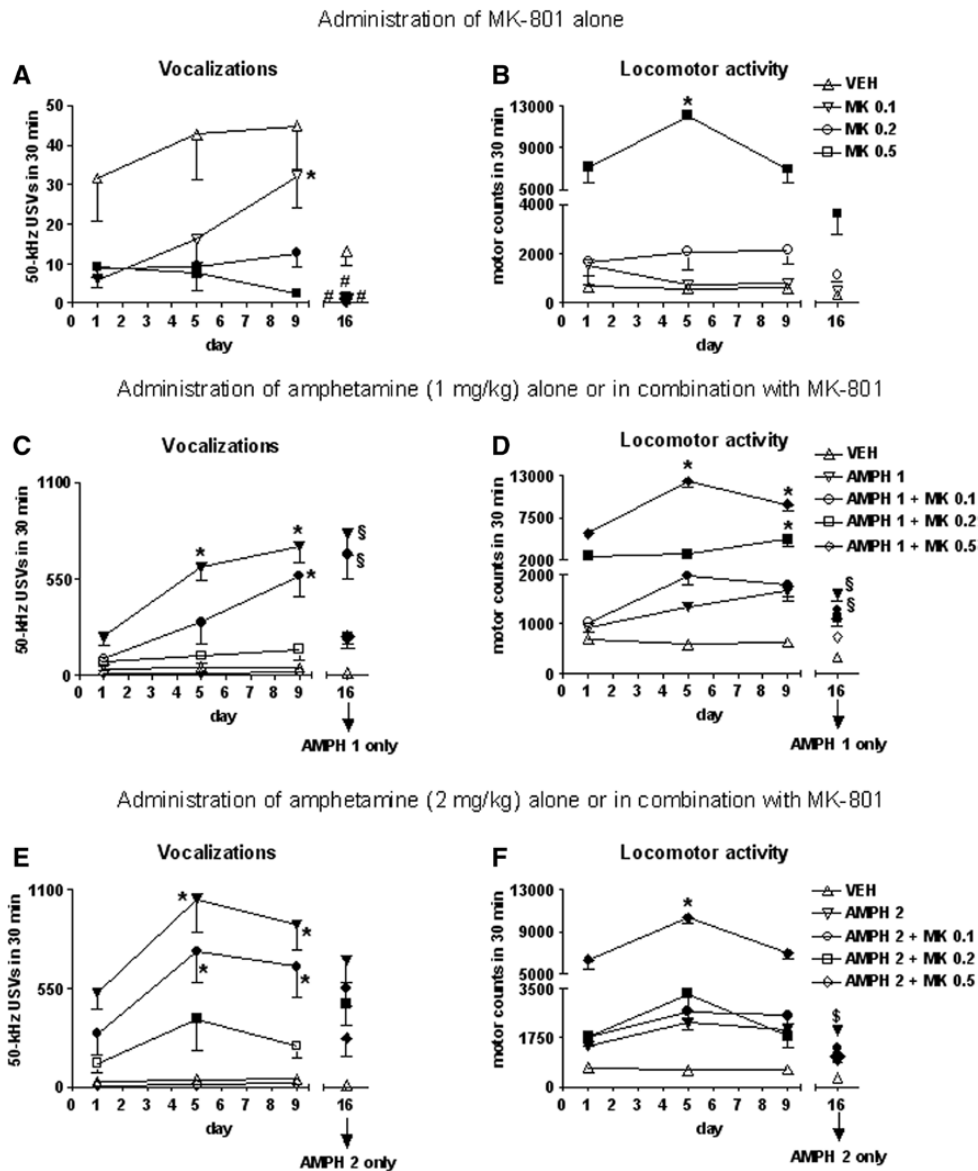 Administration of MK-801 alone
A
Vocalizations
50-kHz USVs in 30 min
50
40
30
20
10
0
*
#
# #
0 1 2 3 4 5 6 7 8 9 16
day
B
Locomotor activity
motor counts in 30 min
13000
9000
5000
4000
2000
0
*
0 1 2 3 4 5 6 7 8 9 16
day
VEH
MK 0.1
MK 0.2
MK 0.5
Administration of amphetamine (1 mg/kg) alone or in combination with MK-801
C
Vocalizations
50-kHz USVs in 30 min
1100
550
0
*
*
*
§
§
0 1 2 3 4 5 6 7 8 9 16
day
AMPH 1 only
D
Locomotor activity
motor counts in 30 min
13000
7500
2000
2000
1000
0
*
*
*
§
§
0 1 2 3 4 5 6 7 8 9 16
day
AMPH 1 only
VEH
AMPH 1
AMPH 1 + MK 0.1
AMPH 1 + MK 0.2
AMPH 1 + MK 0.5
Administration of amphetamine (2 mg/kg) alone or in combination with MK-801
E
Vocalizations
50-kHz USVs in 30 min
1100
550
0
*
*
*
*
0 1 2 3 4 5 6 7 8 9 16
day
AMPH 2 only
F
Locomotor activity
motor counts in 30 min
13000
9000
5000
3500
1750
0
*
$
0 1 2 3 4 5 6 7 8 9 16
day
AMPH 2 only
VEH
AMPH 2
AMPH 2 + MK 0.1
AMPH 2 + MK 0.2
AMPH 2 + MK 0.5